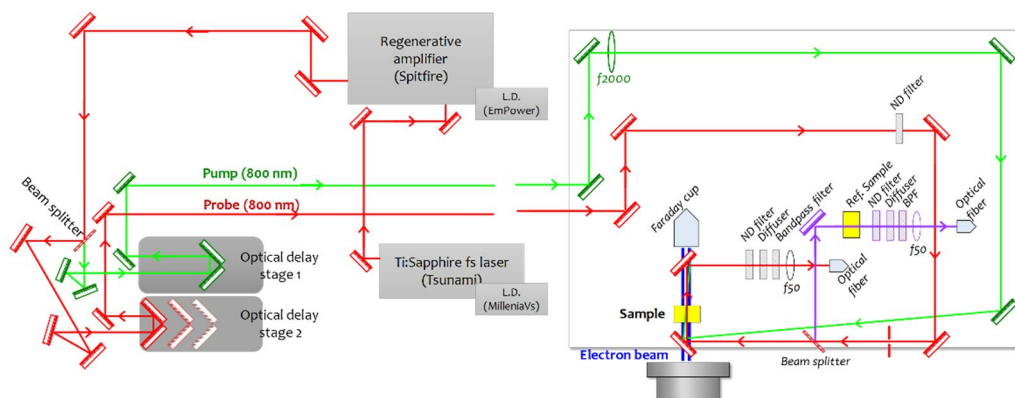 Regenerative
amplifier
(Spitfire)
L.D.
(EmPower)
Pump (800 nm)
Probe (800 nm)
Beam splitter
Optical delay
stage 1
Optical delay
stage 2
Ti:Sapphire fs laser
(Tsunami)
L.D.
(MilleniaVs)
f2000
ND filter
Faraday cup
ND filter
Diffuser
Bandpass filter
f50
Optical
fiber
Ref. Sample
ND filter
Diffuser
BPF
f50
Optical
fiber
Sample
Electron beam
Beam splitter